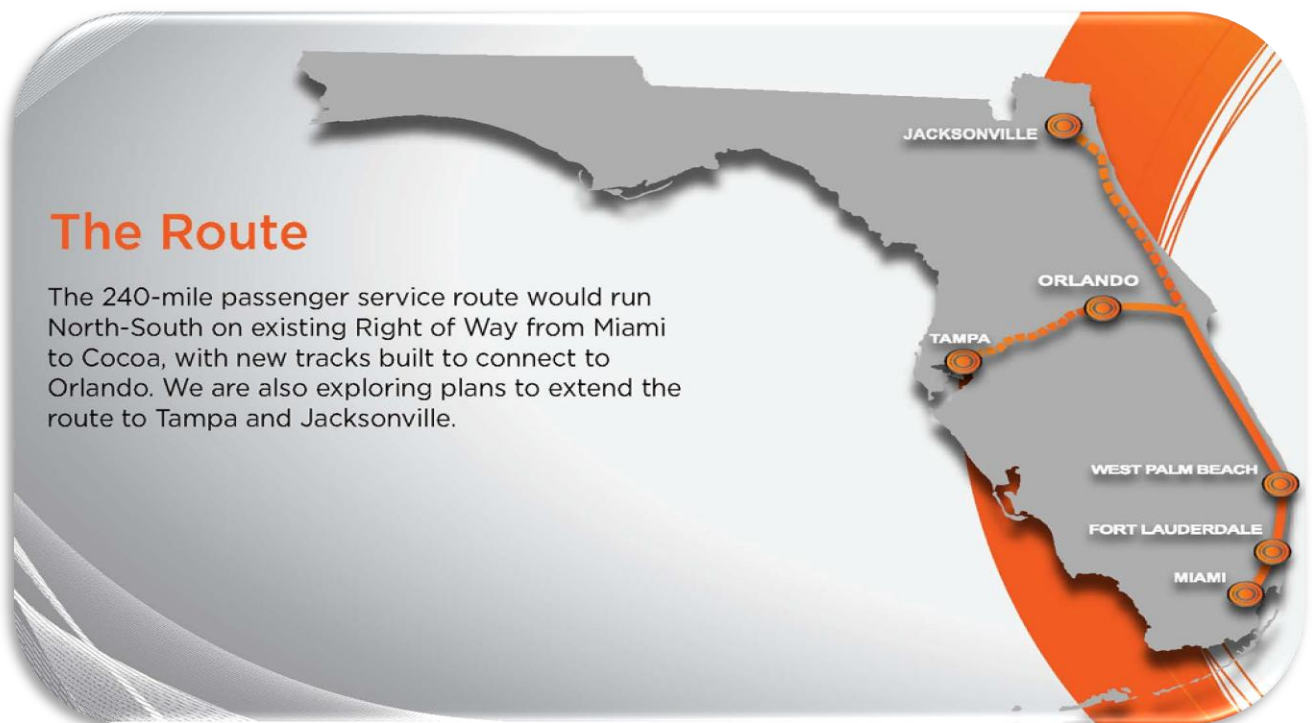 The Route
The 240-mile passenger service route would run
North-South on existing Right of Way from Miami
to Cocoa, with new tracks built to connect to
Orlando. We are also exploring plans to extend the
route to Tampa and Jacksonville.
JACKSONVILLE
ORLANDO
TAMPA
WEST PALM BEACH
FORT LAUDERDALE
MIAMI